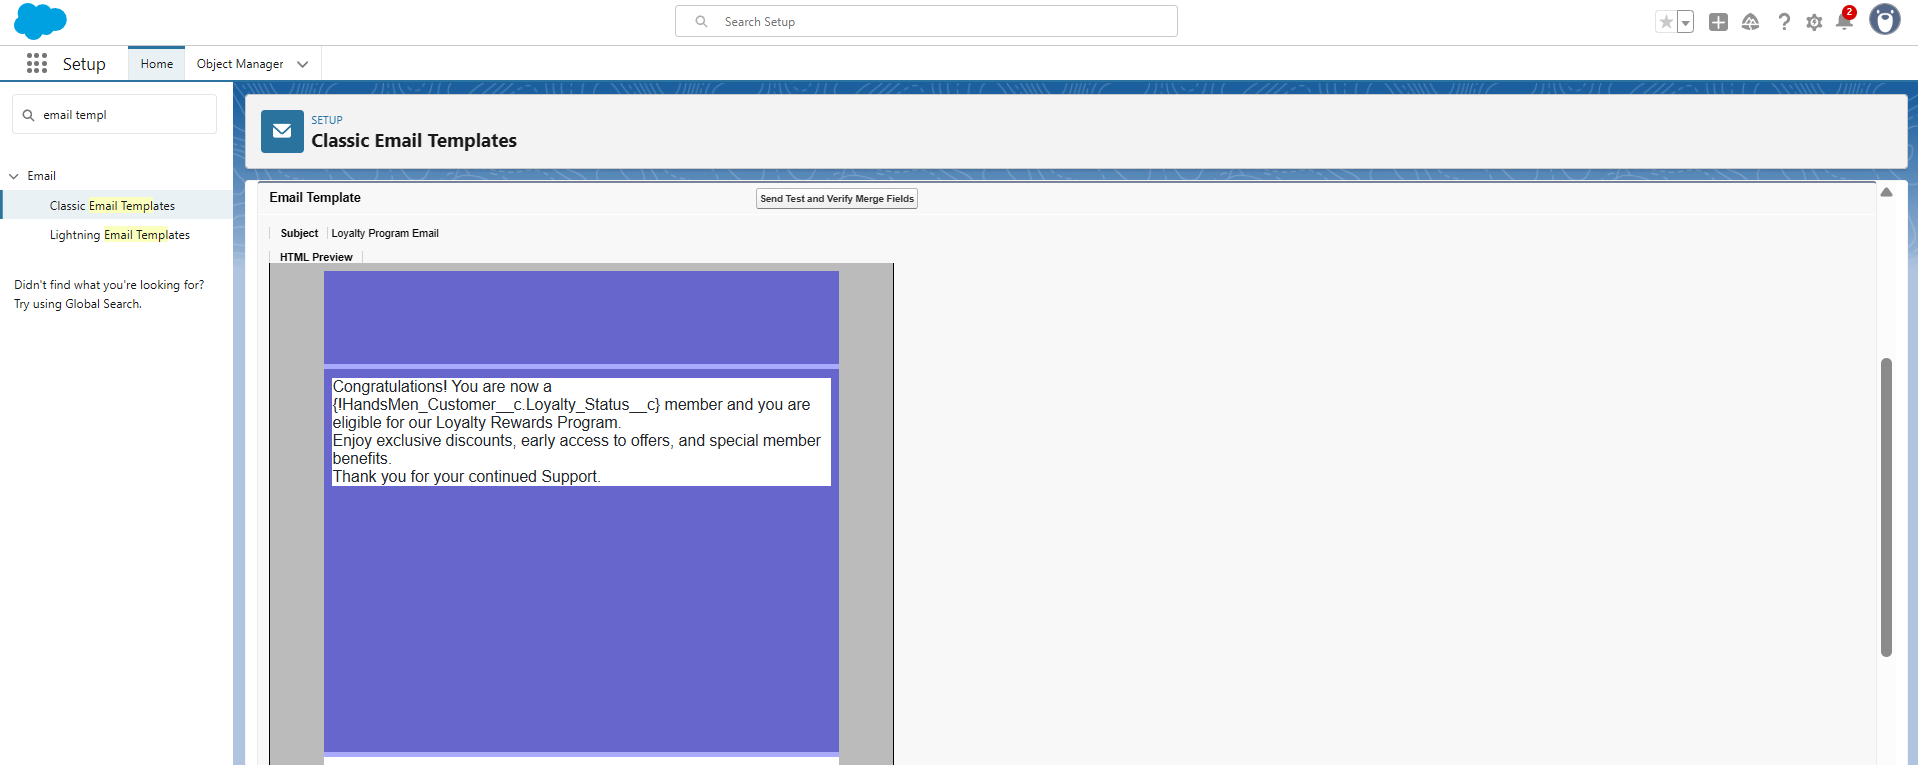 Search Setup
2
Setup
Home
Object Manager
email templ
Email
Classic Email Templates
Lightning Email Templates
Didn't find what you're looking for?
Try using Global Search.
SETUP
Classic Email Templates
Email Template
Send Test and Verify Merge Fields
Subject
Loyalty Program Email
HTML Preview
Congratulations! You are now a
{!HandsMen_Customer__c.Loyalty_Status__c} member and you are
eligible for our Loyalty Rewards Program.
Enjoy exclusive discounts, early access to offers, and special member
benefits.
Thank you for your continued Support.